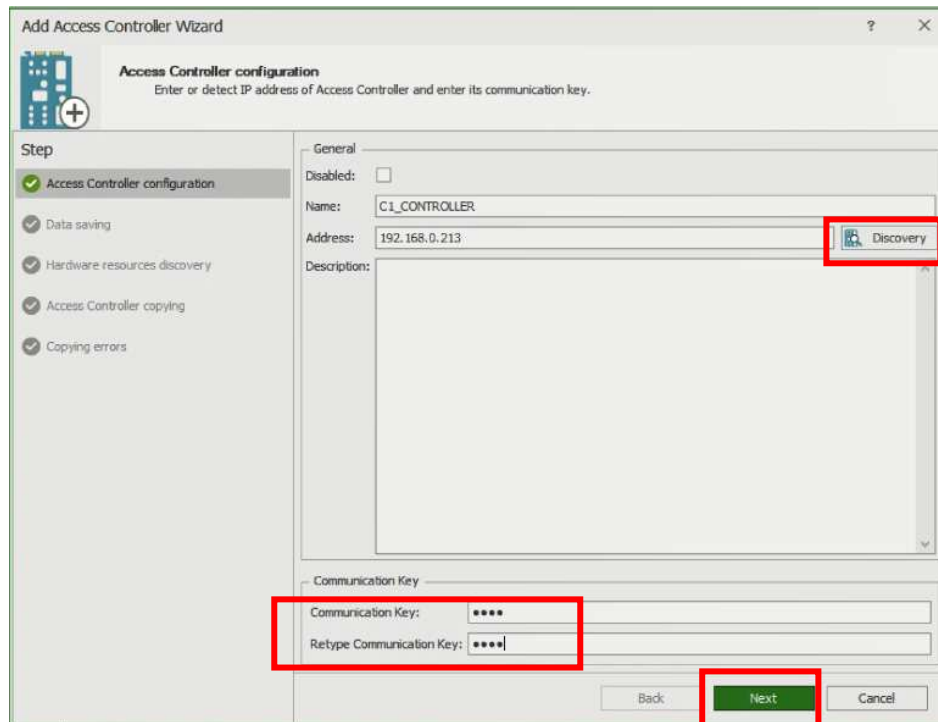 Add Access Controller Wizard
?
Access Controller configuration
Enter or detect IP address of Access Controller and enter its communication key.
Step
Access Controller configuration
Data saving
Hardware resources discovery
Access Controller copying
Copying errors
General
Disabled:
Name: C1_CONTROLLER
Address: 192.168.0.213 Discovery
Description:
Communication Key
Communication Key: ••••
Retype Communication Key: ••••
Back Next Cancel